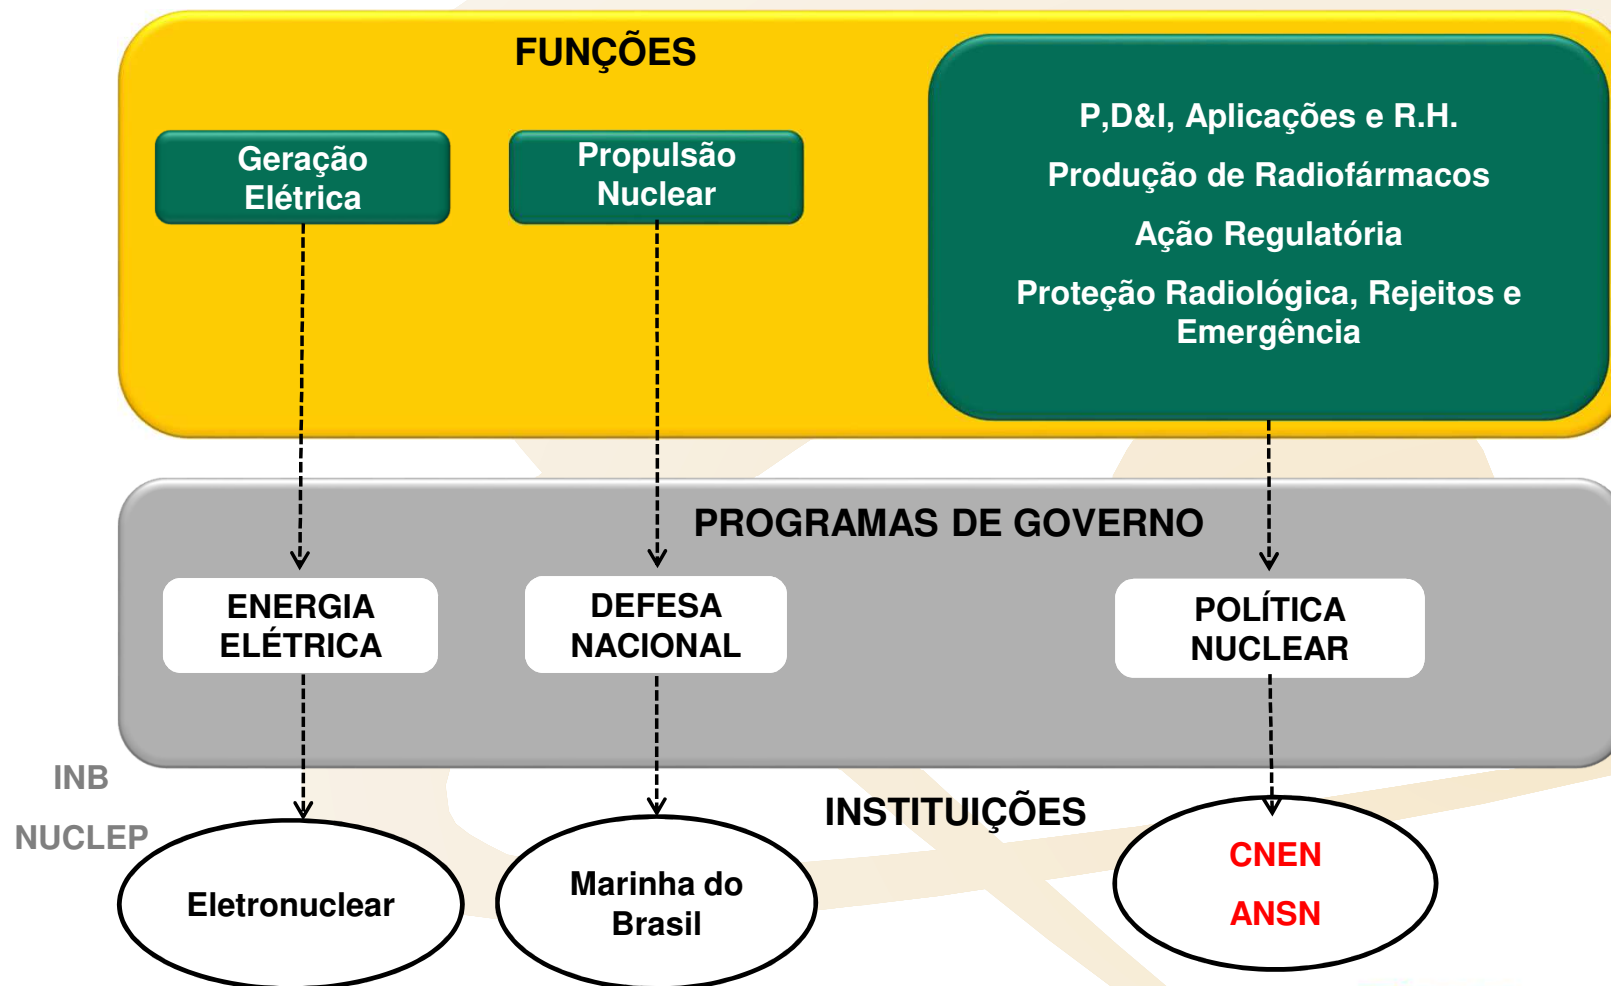 FUNÇÕES
Geração
Elétrica
Propulsão
Nuclear
P,D&I, Aplicações e R.H.
Produção de Radiofármacos
Ação Regulatória
Proteção Radiológica, Rejeitos e
Emergência
PROGRAMAS DE GOVERNO
ENERGIA
ELÉTRICA
DEFESA
NACIONAL
POLÍTICA
NUCLEAR
INB
NUCLEP
INSTITUIÇÕES
Eletronuclear
Marinha do
Brasil
CNEN
ANSN